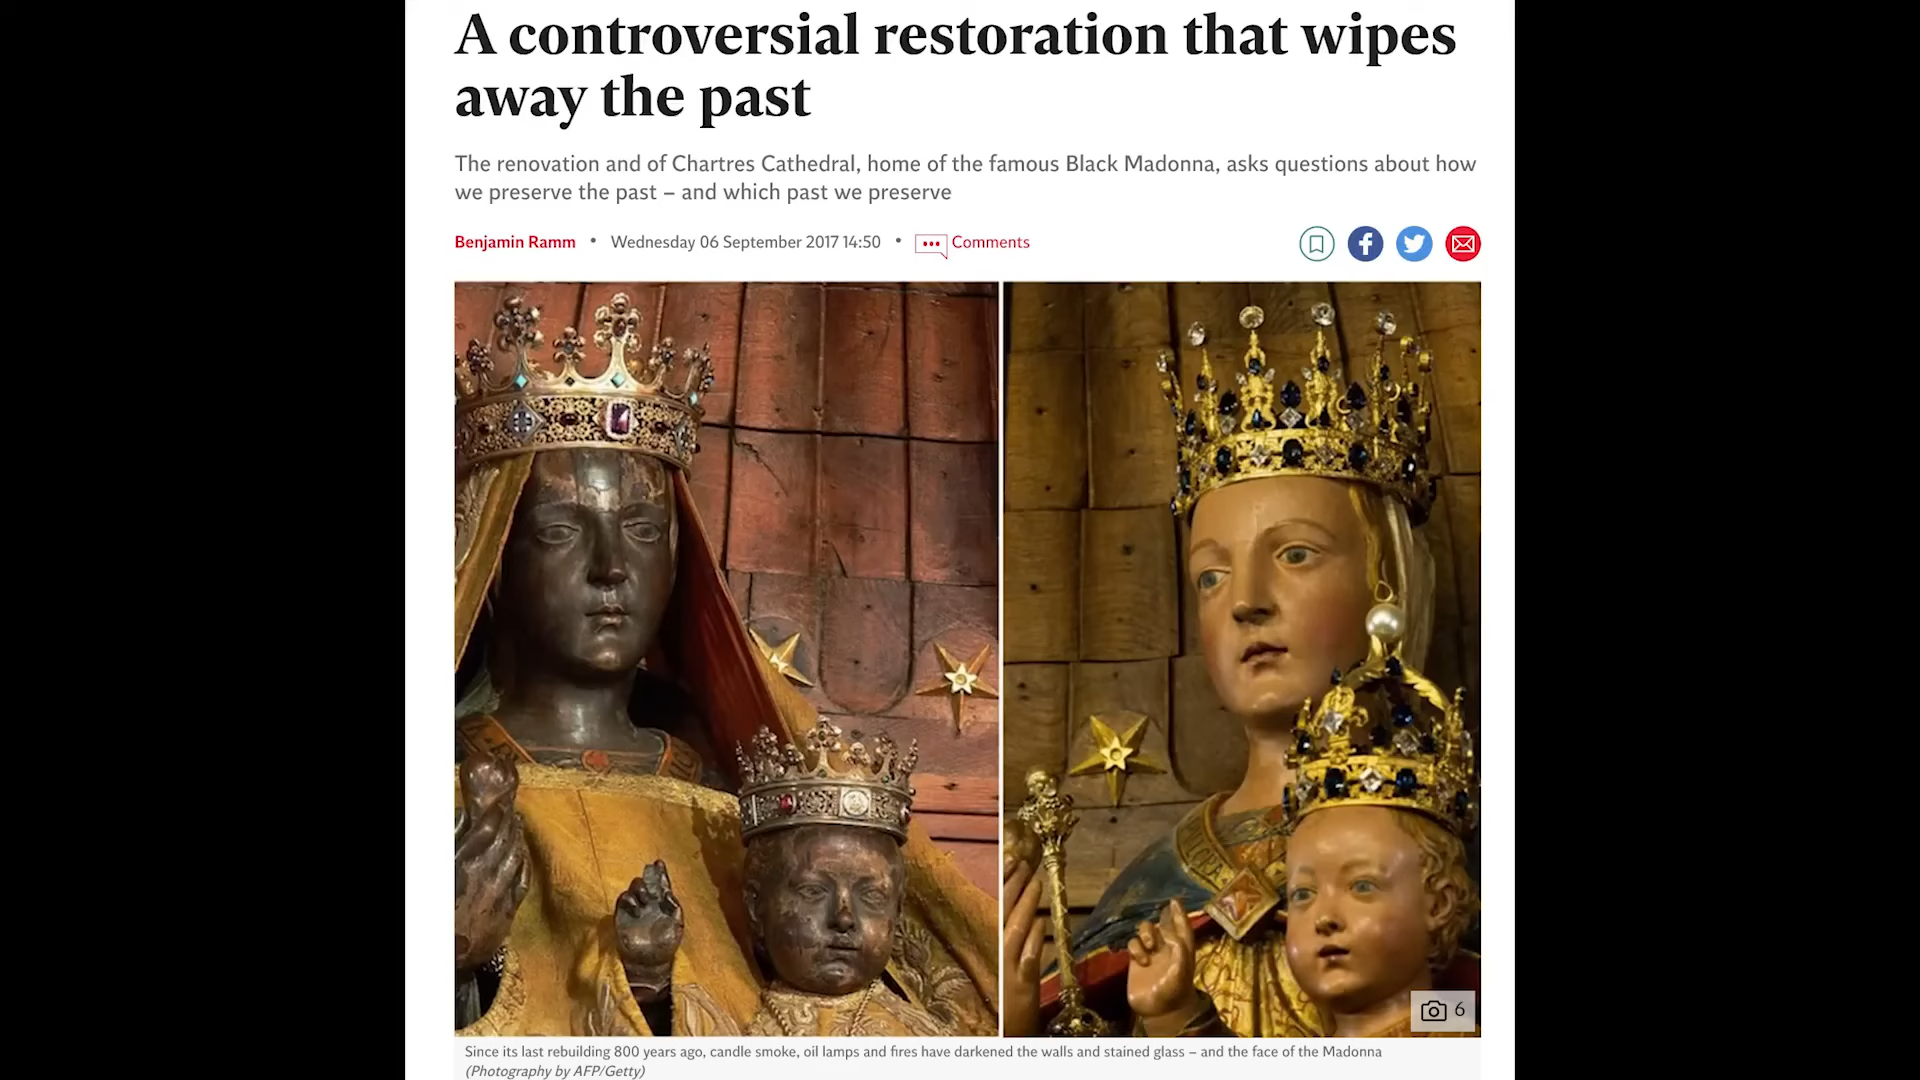 A controversial restoration that wipes
away the past
The renovation and of Chartres Cathedral, home of the famous Black Madonna, asks questions about how
we preserve the past – and which past we preserve
Benjamin Ramm • Wednesday 06 September 2017 14:50 • Comments
6
Since its last rebuilding 800 years ago, candle smoke, oil lamps and fires have darkened the walls and stained glass – and the face of the Madonna
(Photography by AFP/Getty)